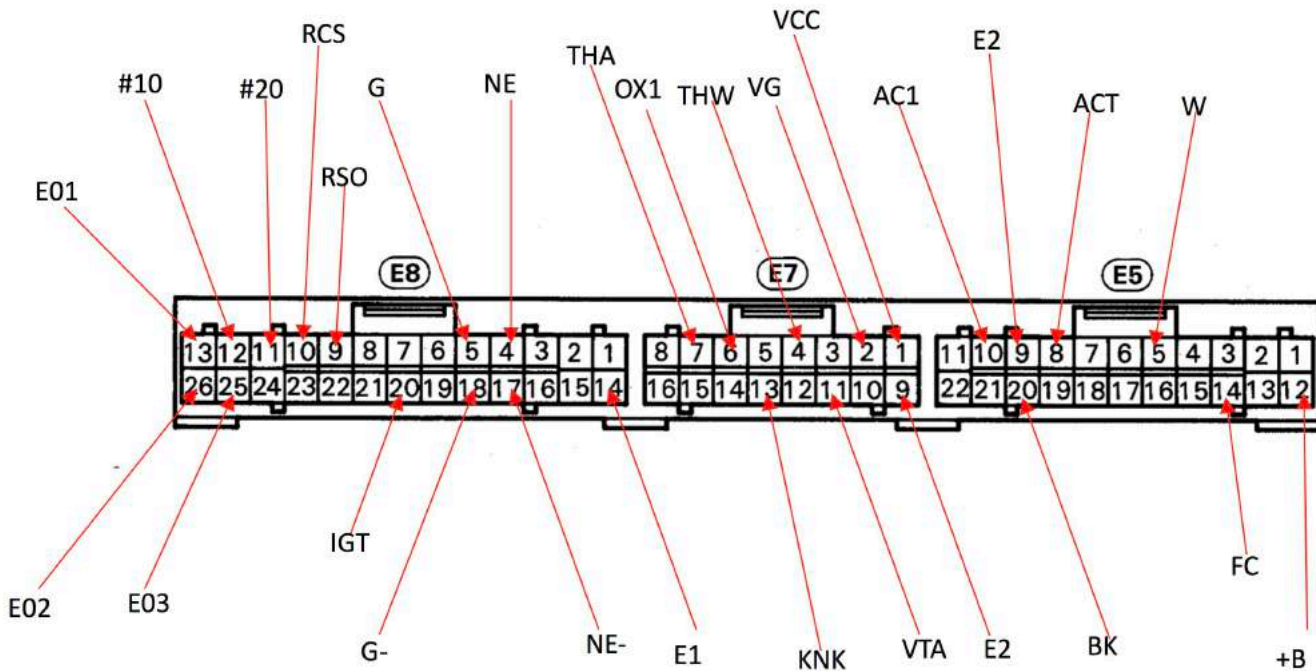 VCC
RCS
E2
THA
#10
#20
G
NE
OX1
THW
VG
AC1
ACT
W
E01
RSO
E8
E7
E5
13 12 11 10 9 8 7 6 5 4 3 2 1
8 7 6 5 4 3 2 1
11 10 9 8 7 6 5 4 3 2 1
26 25 24 23 22 21 20 19 18 17 16 15 14
16 15 14 13 12 11 10 9
22 21 20 19 18 17 16 15 14 13 12
IGT
FC
E02
E03
G-
NE-
E1
KNK
VTA
E2
BK
+B